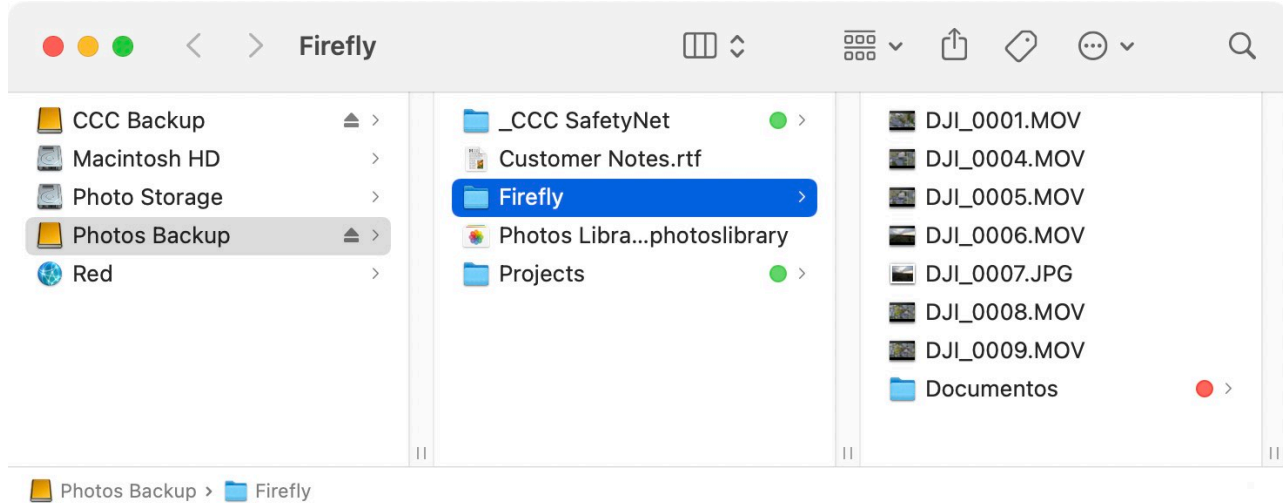 Firefly
CCC Backup
Macintosh HD
Photo Storage
Photos Backup
Red
_CCC SafetyNet
Customer Notes.rtf
Firefly
Photos Libra...photoslibrary
Projects
DJI_0001.MOV
DJI_0004.MOV
DJI_0005.MOV
DJI_0006.MOV
DJI_0007.JPG
DJI_0008.MOV
DJI_0009.MOV
Documentos
Photos Backup › Firefly